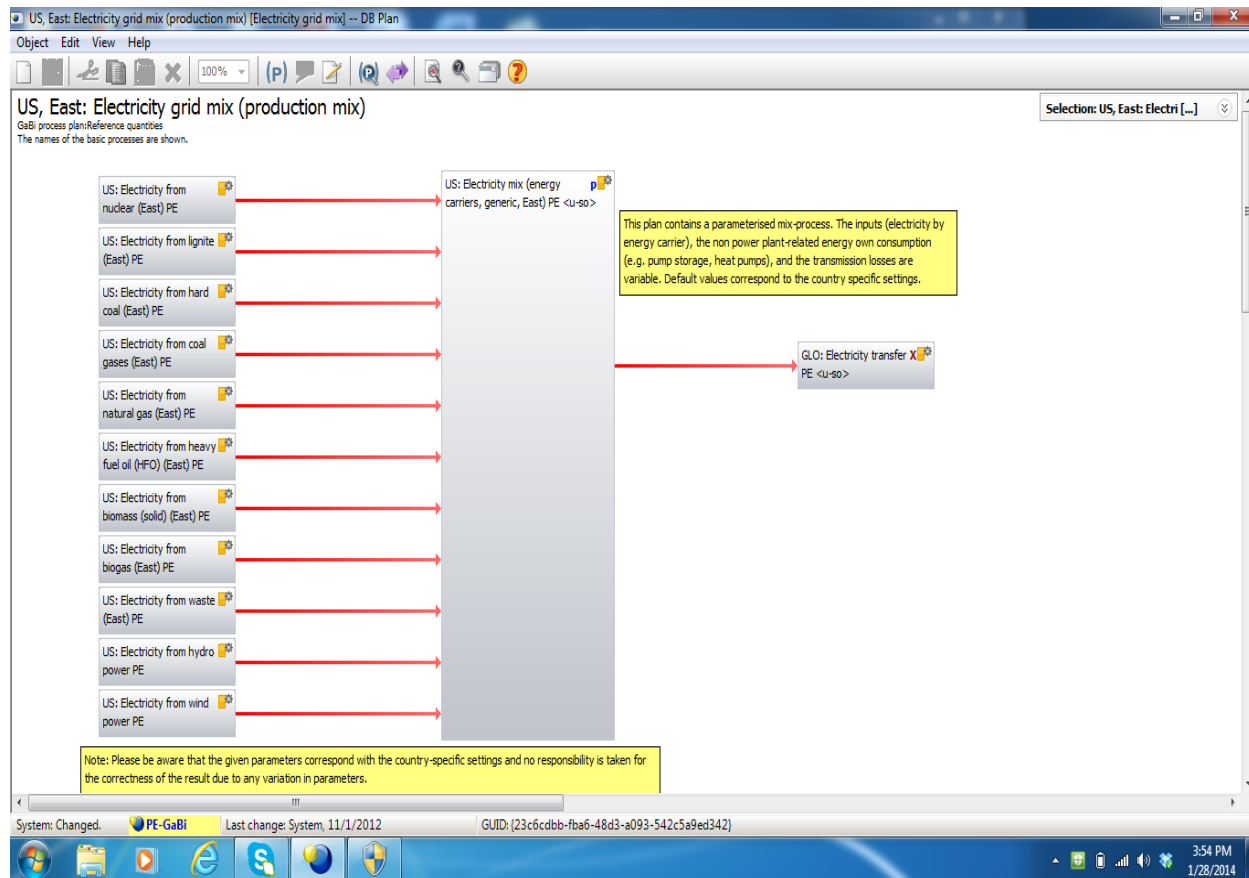 US, East: Electricity grid mix (production mix) [Electricity grid mix] -- DB Plan
Object Edit View Help
100%
(P)
US, East: Electricity grid mix (production mix)
GaBi process plan:Reference quantities
The names of the basic processes are shown.
Selection: US, East: Electri [...]
US: Electricity from
nuclear (East) PE
US: Electricity mix (energy p
carriers, generic, East) PE <u-so>
US: Electricity from lignite
(East) PE
This plan contains a parameterised mix-process. The inputs (electricity by
energy carrier), the non power plant-related energy own consumption
(e.g. pump storage, heat pumps), and the transmission losses are
variable. Default values correspond to the country specific settings.
US: Electricity from hard
coal (East) PE
US: Electricity from coal
gases (East) PE
GLO: Electricity transfer X
PE <u-so>
US: Electricity from
natural gas (East) PE
US: Electricity from heavy
fuel oil (HFO) (East) PE
US: Electricity from
biomass (solid) (East) PE
US: Electricity from
biogas (East) PE
US: Electricity from waste
(East) PE
US: Electricity from hydro
power PE
US: Electricity from wind
power PE
Note: Please be aware that the given parameters correspond with the country-specific settings and no responsibility is taken for
the correctness of the result due to any variation in parameters.
System: Changed. PE-GaBi Last change: System, 11/1/2012 GUID: {23c6cdbb-fba6-48d3-a093-542c5a9ed342}
3:54 PM
1/28/2014